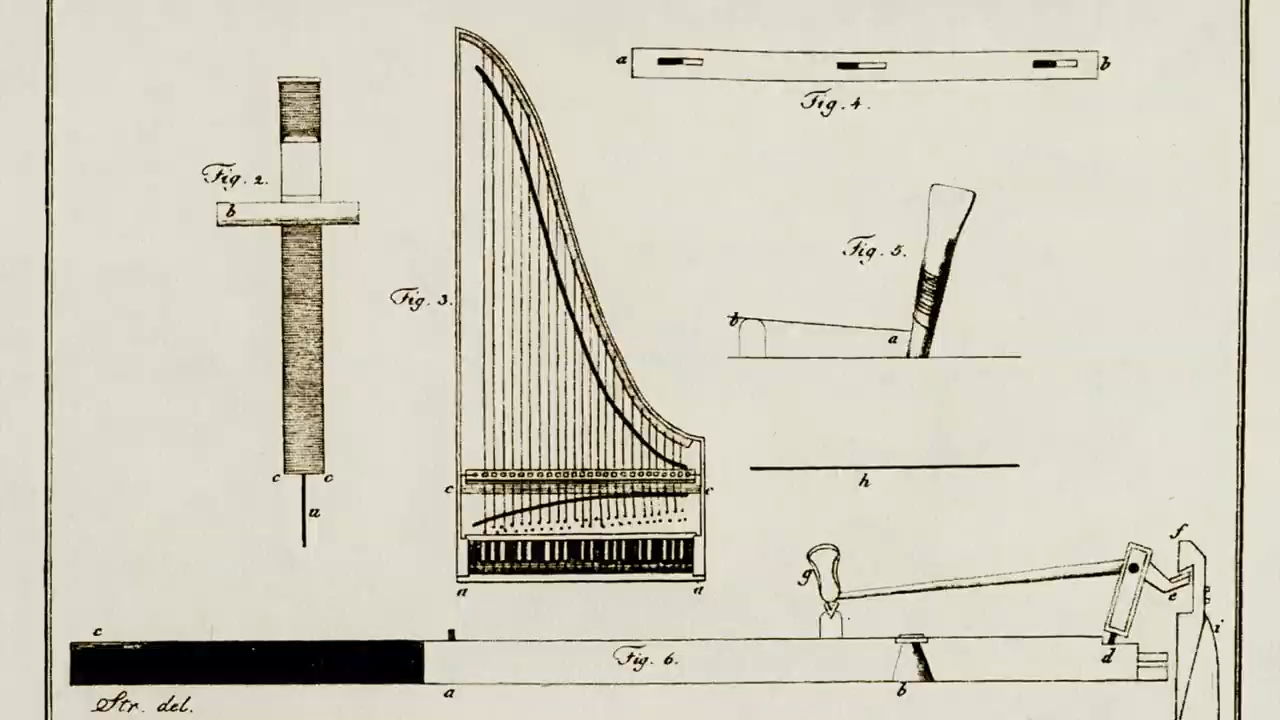 a b
Fig. 4.
Fig. 2.
b
Fig. 5.
Fig. 3.
b
a
c c
h
c c
a
f
g
e
a a
i
c
Fig. 6.
d
a
b
Str. del.